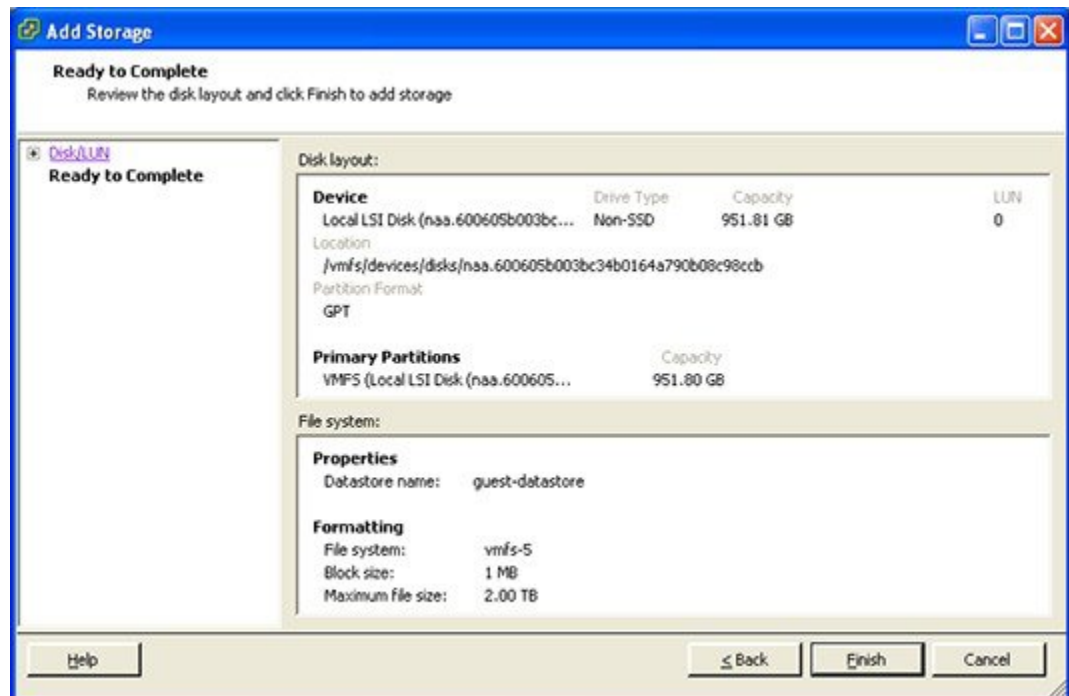 Add Storage
Ready to Complete
Review the disk layout and click Finish to add storage
Disk/LUN
Ready to Complete
Disk layout:
Device Drive Type Capacity LUN
Local LSI Disk (naa.600605b003bc... Non-SSD 951.81 GB 0
Location
/vmfs/devices/disks/naa.600605b003bc34b0164a790b08c98ccb
Partition Format
GPT
Primary Partitions Capacity
VMFS (Local LSI Disk (naa.600605... 951.80 GB
File system:
Properties
Datastore name: guest-datastore
Formatting
File system: vmfs-5
Block size: 1 MB
Maximum file size: 2.00 TB
Help ≤ Back Finish Cancel